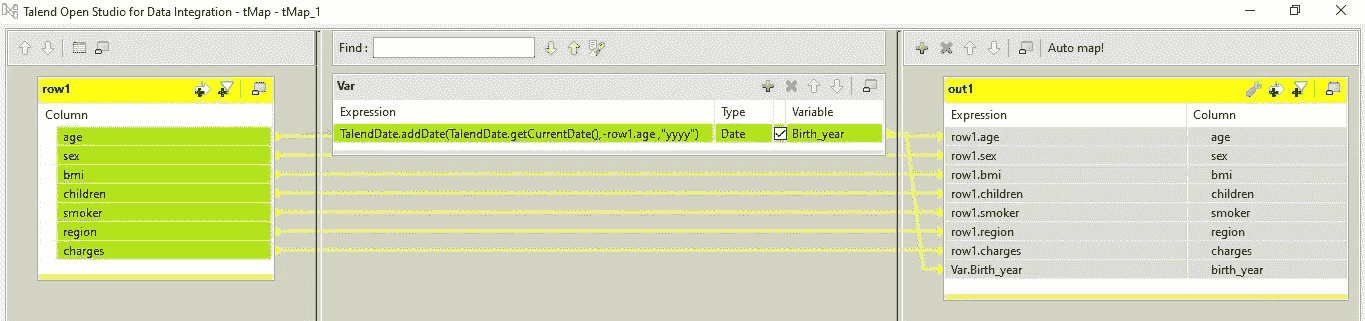 Talend Open Studio for Data Integration - tMap - tMap_1
Find :
Auto map!
row1
Column
age
sex
bmi
children
smoker
region
charges
Var
Expression Type Variable
TalendDate.addDate(TalendDate.getCurrentDate(),-row1.age ,"yyyy") Date Birth_year
out1
Expression Column
row1.age age
row1.sex sex
row1.bmi bmi
row1.children children
row1.smoker smoker
row1.region region
row1.charges charges
Var.Birth_year birth_year